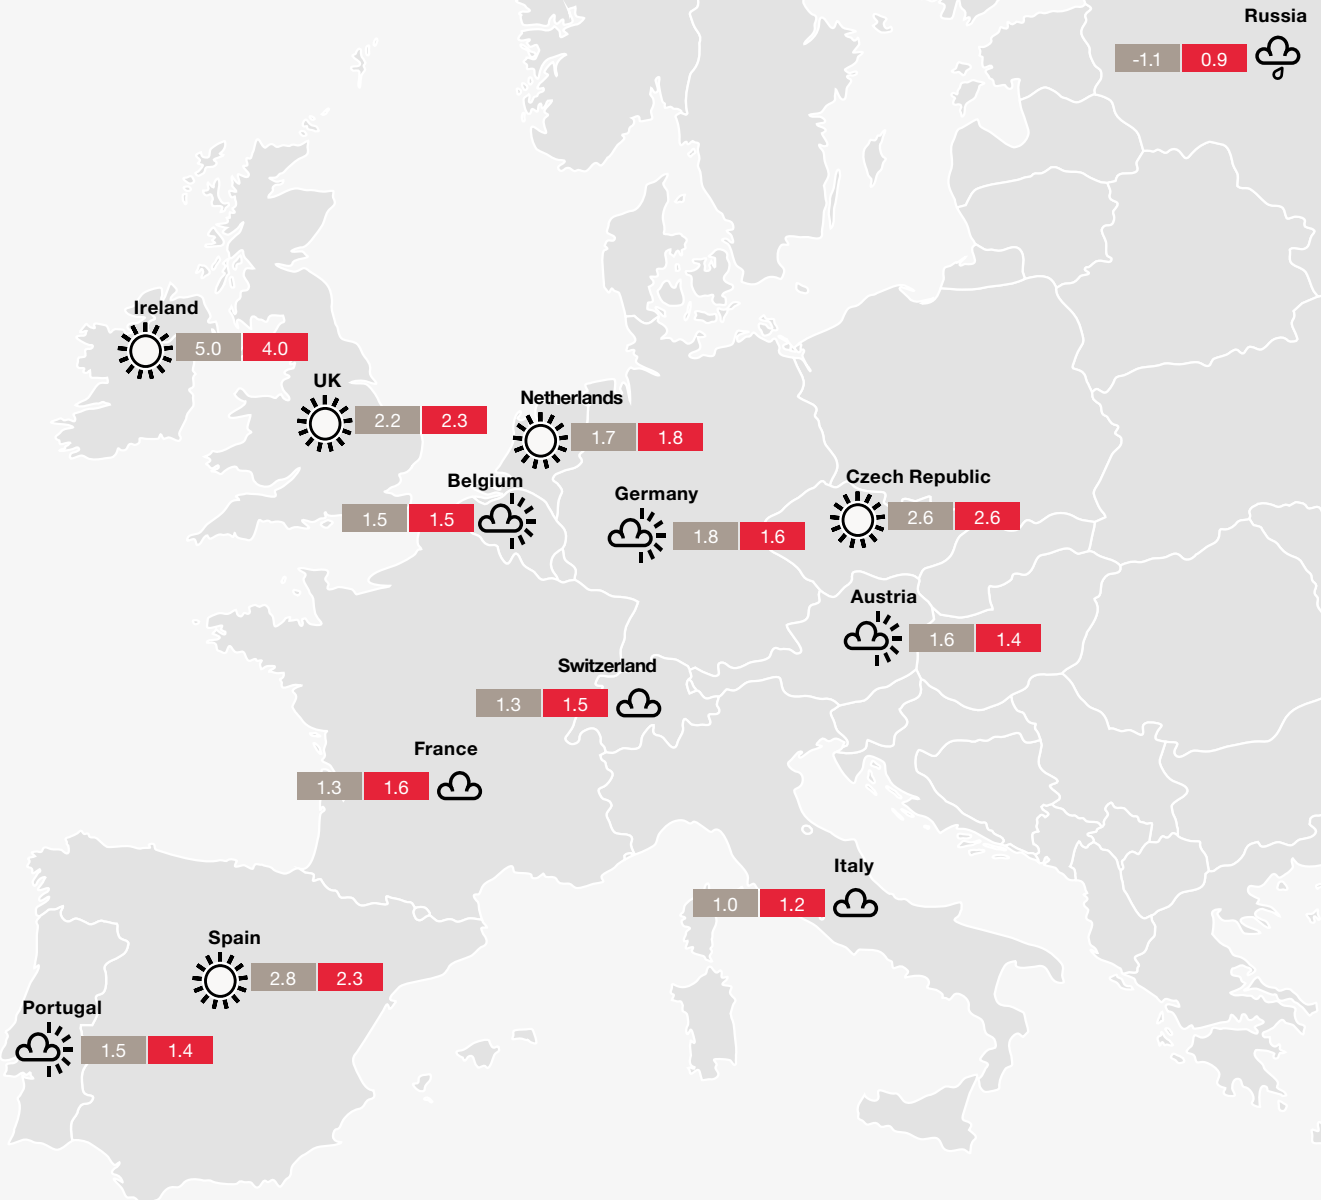 Russia
-1.1 0.9
Ireland
5.0 4.0
UK
2.2 2.3
Netherlands
1.7 1.8
Belgium
1.5 1.5
Germany
1.8 1.6
Czech Republic
2.6 2.6
Austria
1.6 1.4
Switzerland
1.3 1.5
France
1.3 1.6
Italy
1.0 1.2
Spain
2.8 2.3
Portugal
1.5 1.4